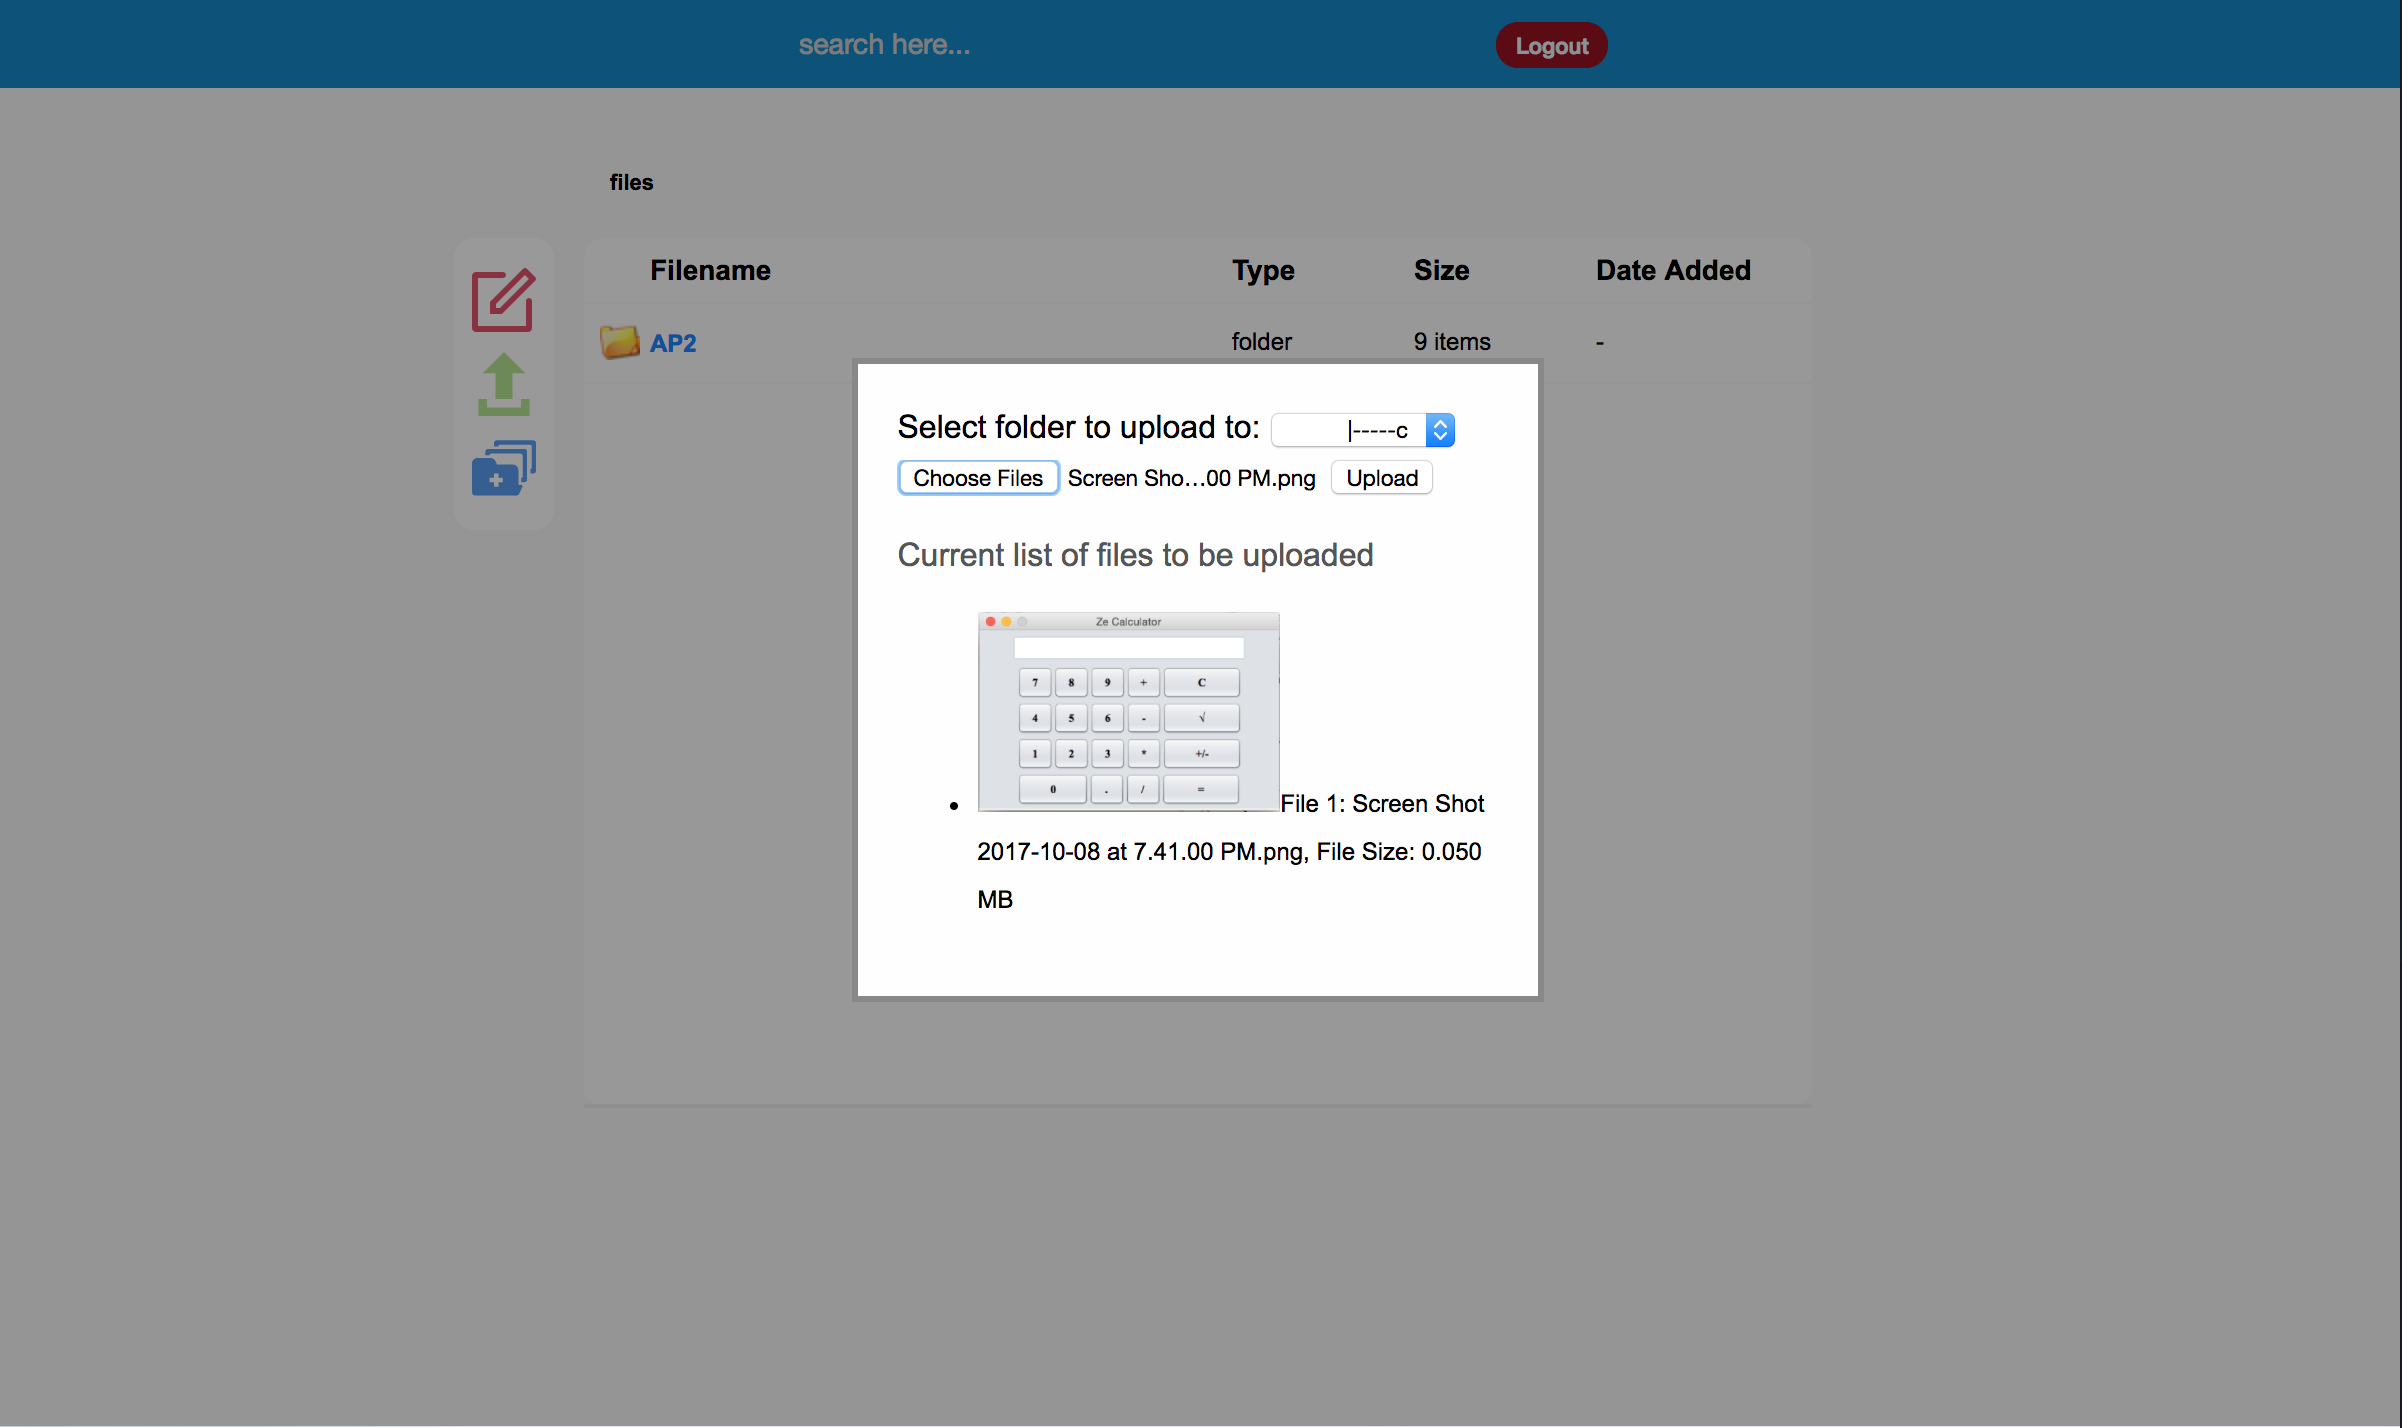 search here...
Logout
files
Filename Type Size Date Added
AP2 folder 9 items -
Select folder to upload to: |-----c
Choose Files Screen Sho...00 PM.png Upload
Current list of files to be uploaded
Ze Calculator
7 8 9 + C
4 5 6 - √
1 2 3 * +/-
0 . / =
File 1: Screen Shot
2017-10-08 at 7.41.00 PM.png, File Size: 0.050
MB